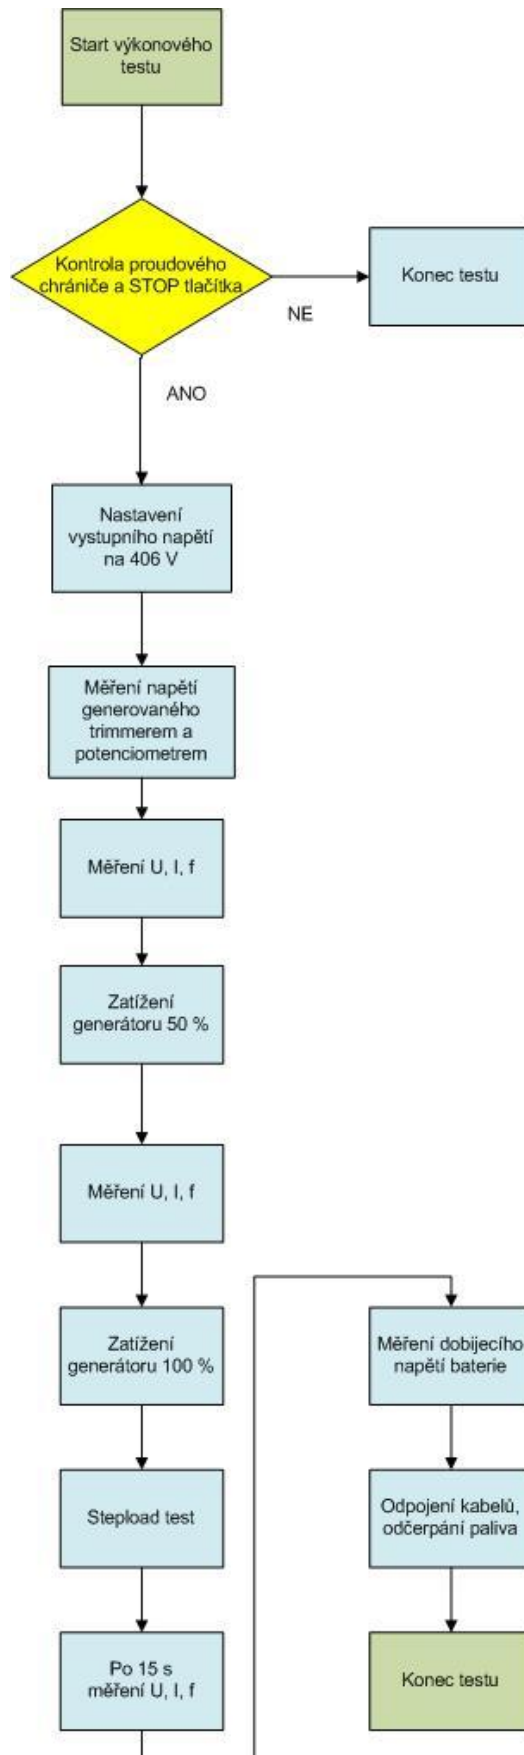 Start výkonového
testu
Kontrola proudového
chrániče a STOP tlačítka
NE
Konec testu
ANO
Nastavení
vystupního napětí
na 406 V
Měření napětí
generovaného
trimmerem a
potenciometrem
Měření U, I, f
Zatížení
generátoru 50 %
Měření U, I, f
Zatížení
generátoru 100 %
Stepload test
Po 15 s
měření U, I, f
Měření dobijecího
napětí baterie
Odpojení kabelů,
odčerpání paliva
Konec testu